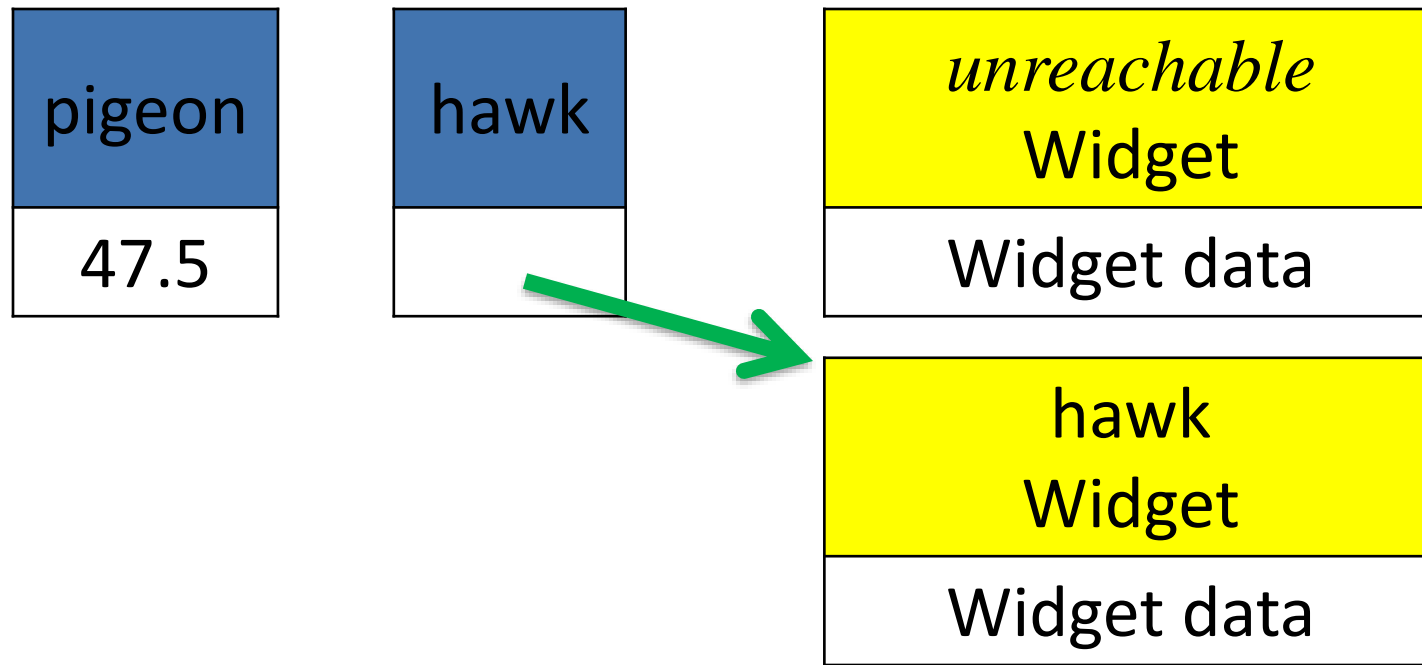 pigeon
47.5
hawk
unreachable
Widget
Widget data
hawk
Widget
Widget data